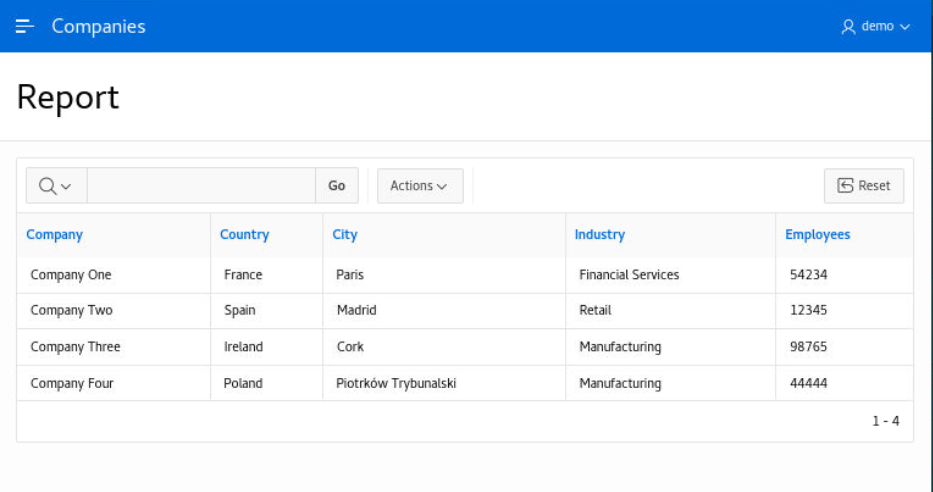 Companies demo
Report
Go Actions Reset
Company Country City Industry Employees
Company One France Paris Financial Services 54234
Company Two Spain Madrid Retail 12345
Company Three Ireland Cork Manufacturing 98765
Company Four Poland Piotrków Trybunalski Manufacturing 44444
1 - 4